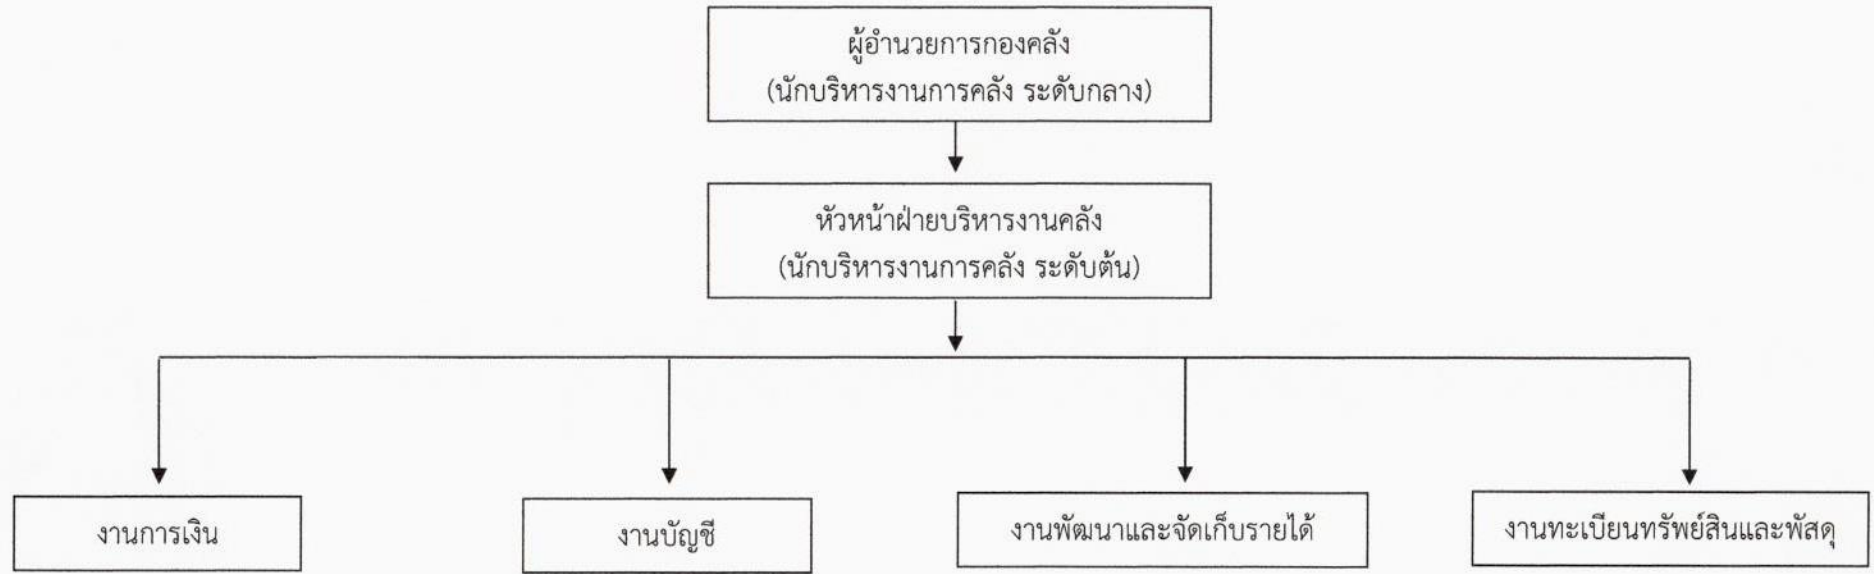 ผู้อำนวยการกองคลัง
(นักบริหารงานการคลัง ระดับกลาง)
หัวหน้าฝ่ายบริหารงานคลัง
(นักบริหารงานการคลัง ระดับต้น)
งานการเงิน
งานบัญชี
งานพัฒนาและจัดเก็บรายได้
งานทะเบียนทรัพย์สินและพัสดุ